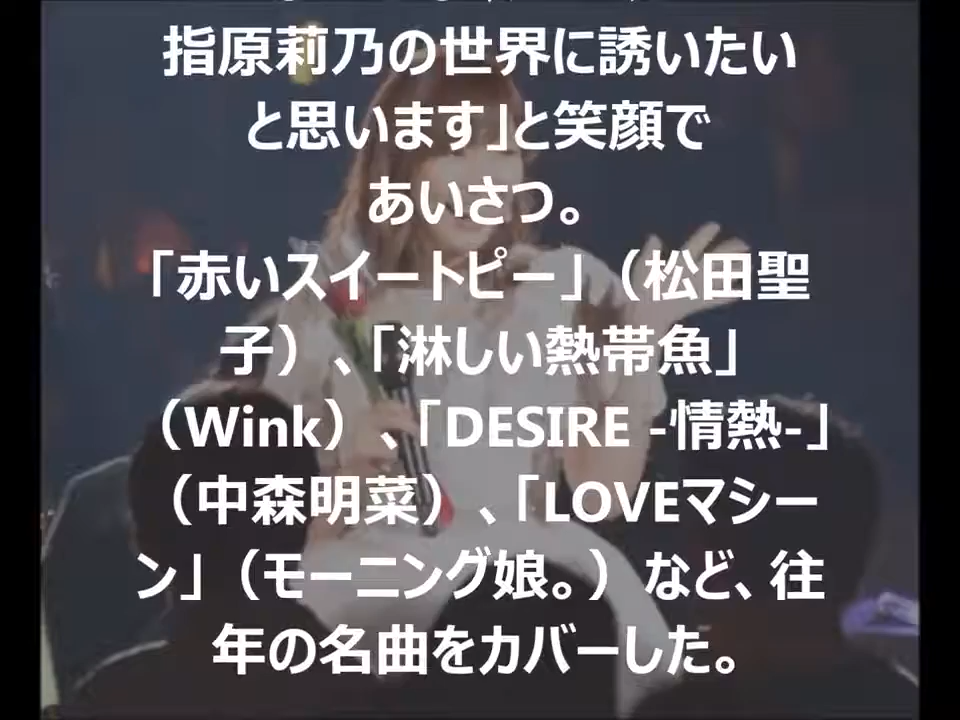 指原莉乃の世界に誘いたい
と思います」と笑顔で
あいさつ。
「赤いスイートピー」（松田聖
子）、「淋しい熱帯魚」
（Wink）、「DESIRE -情熱-」
（中森明菜）、「LOVEマシー
ン」（モーニング娘。）など、往
年の名曲をカバーした。